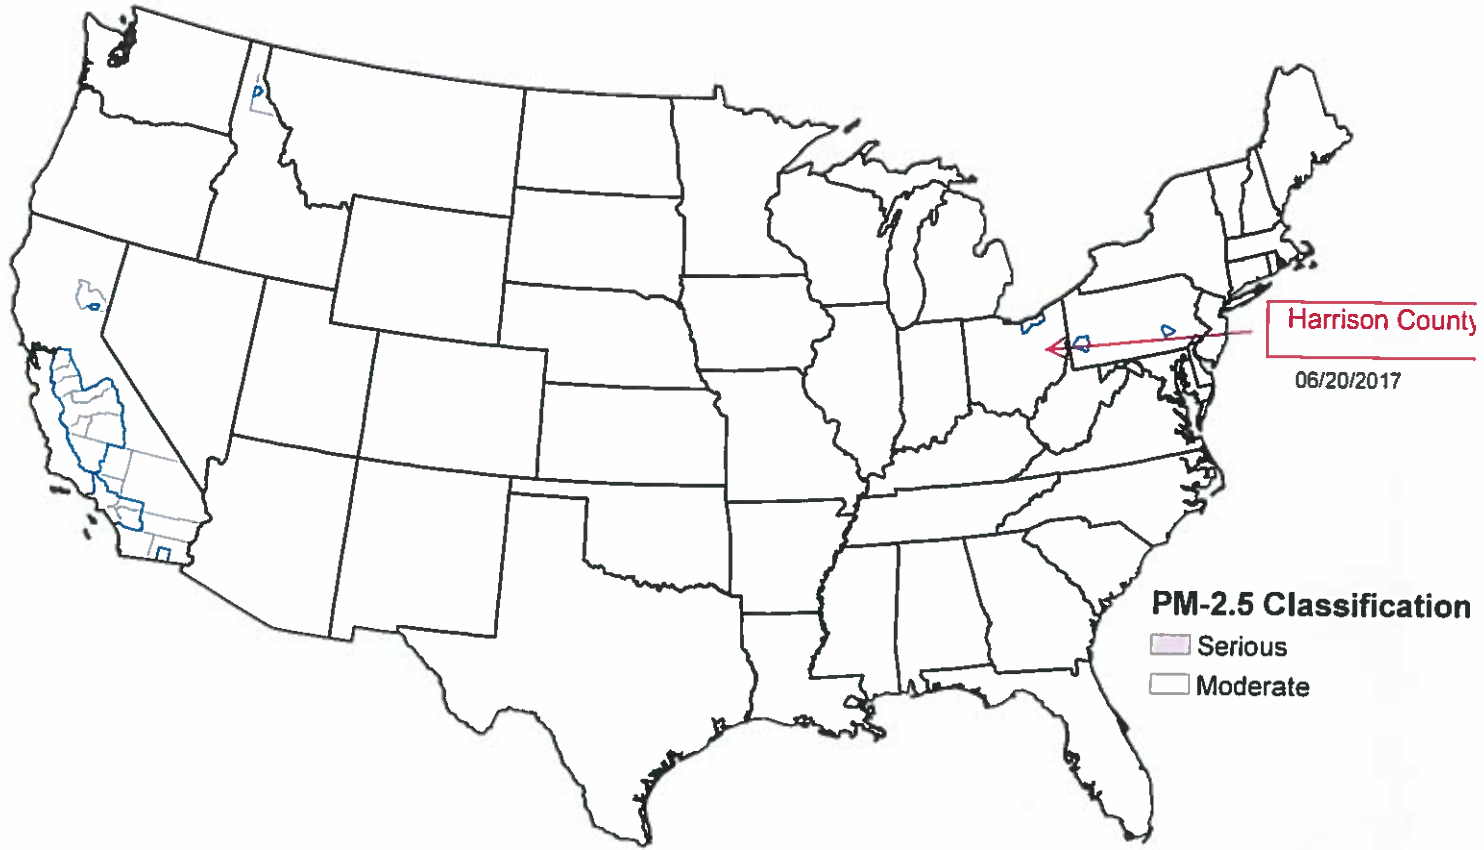 Harrison County
06/20/2017
PM-2.5 Classification
Serious
Moderate